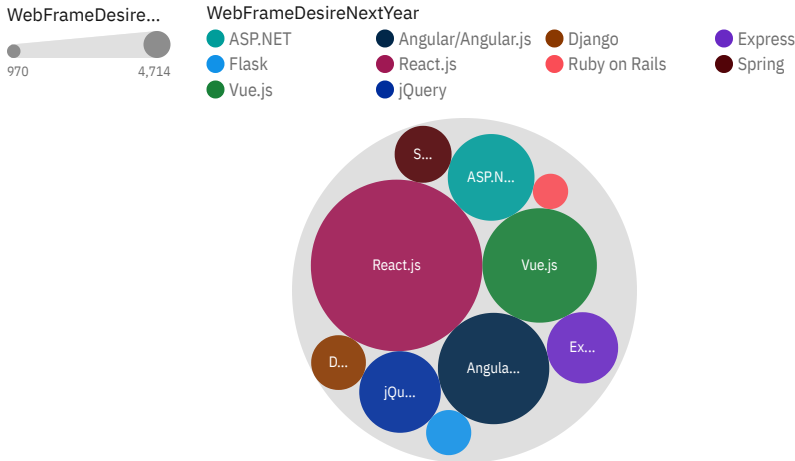 WebFrameDesire...
970
4,714
WebFrameDesireNextYear
ASP.NET
Angular/Angular.js
Django
Express
Flask
React.js
Ruby on Rails
Spring
Vue.js
jQuery
S...
ASP.N...
React.js
Vue.js
Ex...
D...
Angula...
jQu...